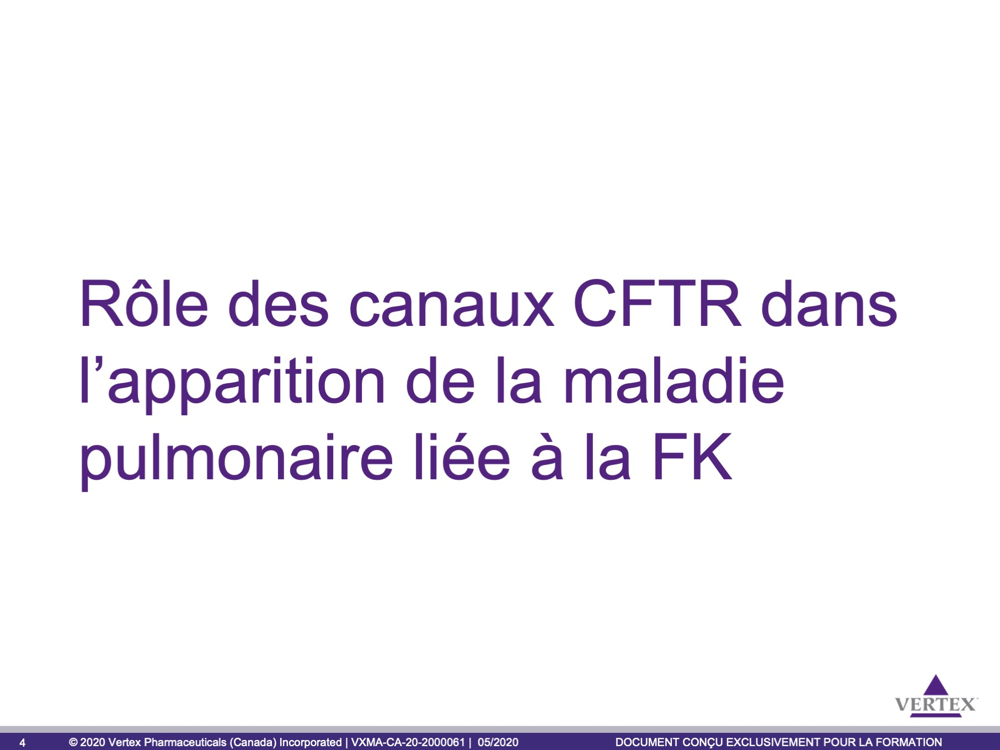 Rôle des canaux CFTR dans
l’apparition de la maladie
pulmonaire liée à la FK
VERTEX
4 © 2020 Vertex Pharmaceuticals (Canada) Incorporated | VXMA-CA-20-2000061 | 05/2020 DOCUMENT CONÇU EXCLUSIVEMENT POUR LA FORMATION